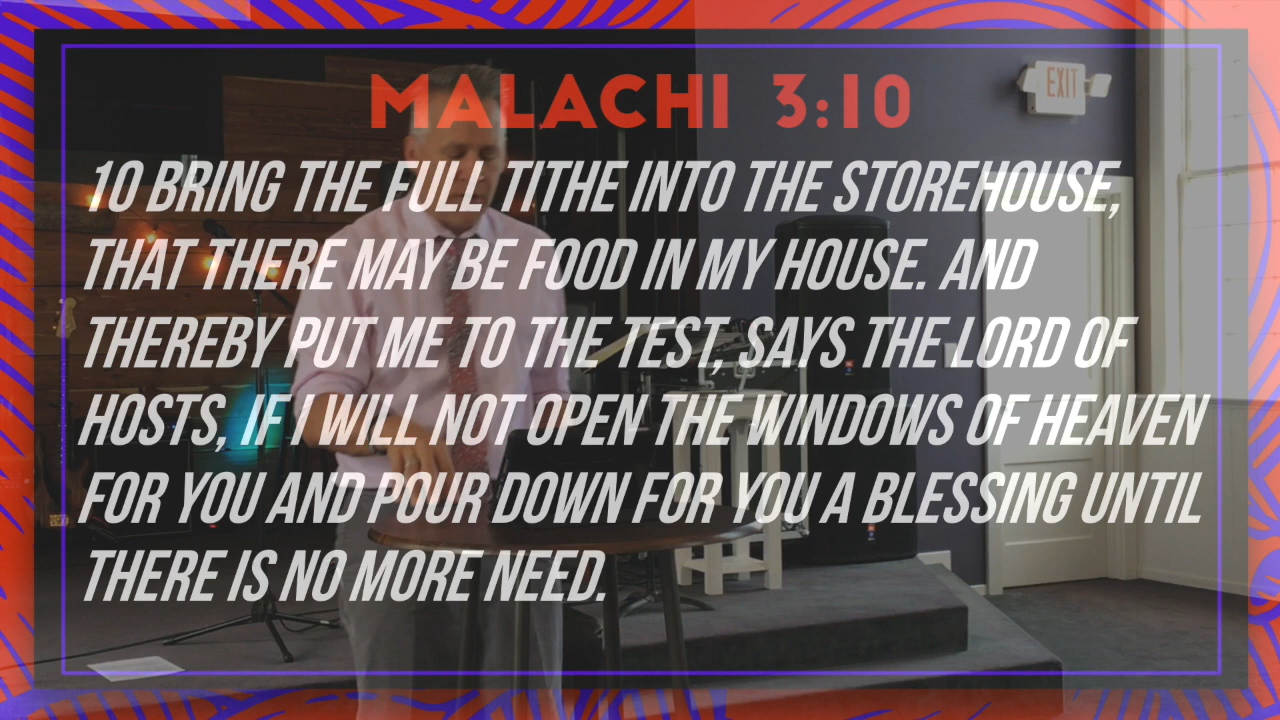 MALACHI 3:10
EXIT
10 BRING THE FULL TITHE INTO THE STOREHOUSE,
THAT THERE MAY BE FOOD IN MY HOUSE. AND
THEREBY PUT ME TO THE TEST, SAYS THE LORD OF
HOSTS, IF I WILL NOT OPEN THE WINDOWS OF HEAVEN
FOR YOU AND POUR DOWN FOR YOU A BLESSING UNTIL
THERE IS NO MORE NEED.